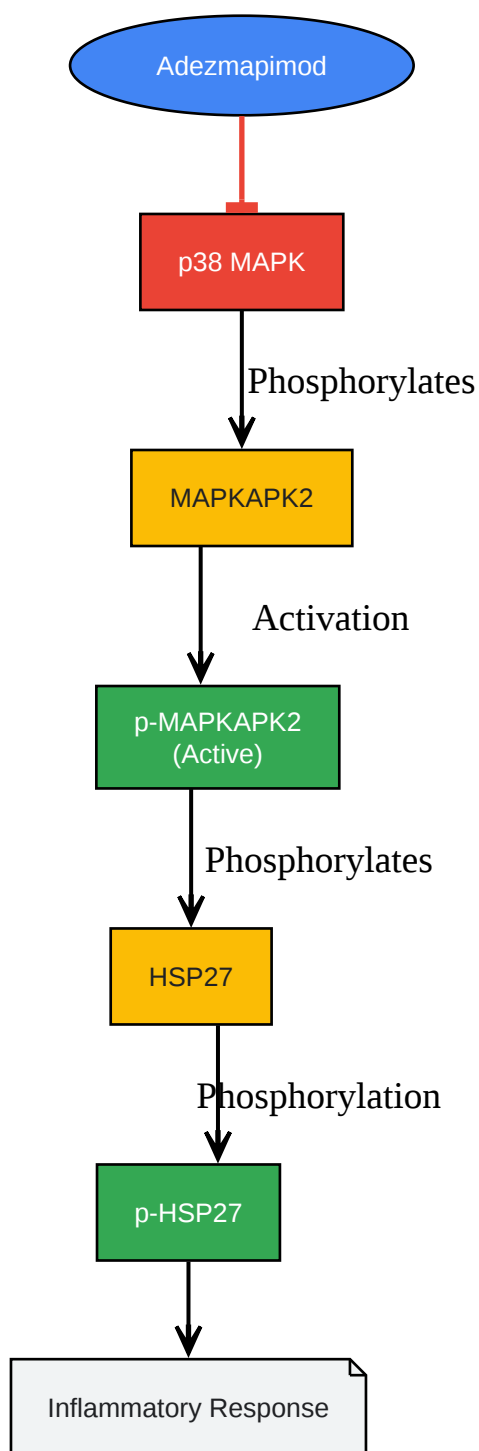 Adezmapimod
p38 MAPK
Phosphorylates
MAPKAPK2
Activation
p-MAPKAPK2
(Active)
Phosphorylates
HSP27
Phosphorylation
p-HSP27
Inflammatory Response